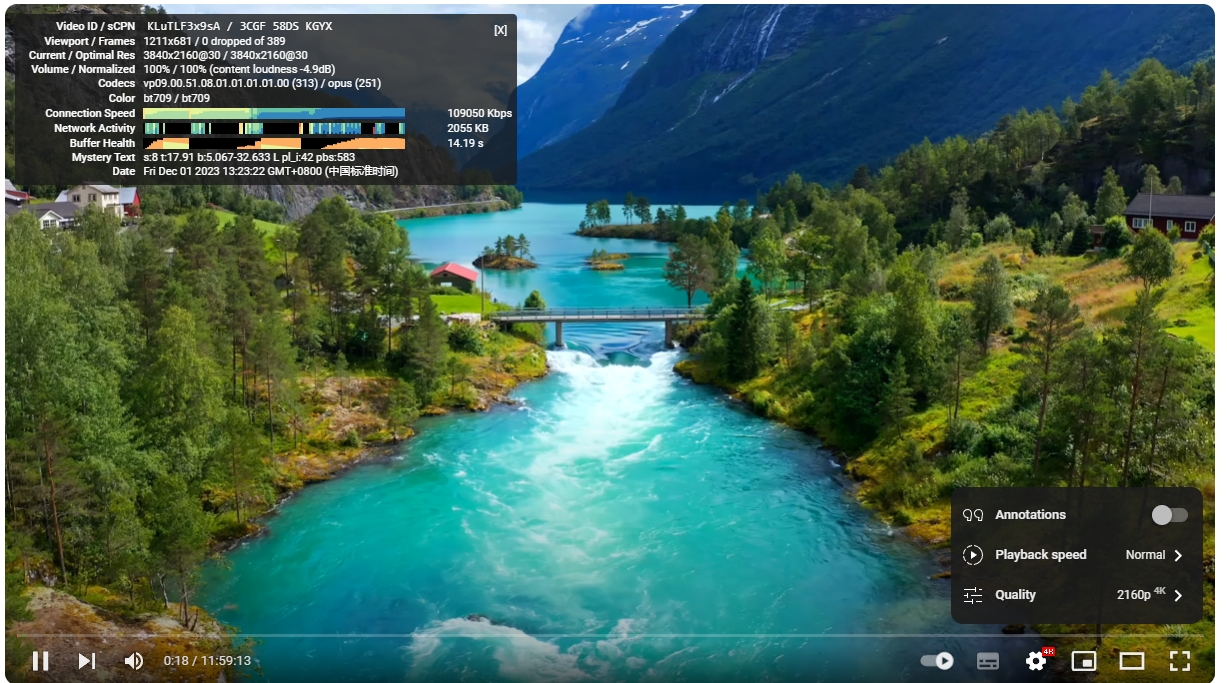 Video ID / sCPN KLuTLF3x9sA / 3CGF 58DS KGYX [X]
Viewport / Frames 1211x681 / 0 dropped of 389
Current / Optimal Res 3840x2160@30 / 3840x2160@30
Volume / Normalized 100% / 100% (content loudness -4.9dB)
Codecs vp09.00.51.08.01.01.01.01.00 (313) / opus (251)
Color bt709 / bt709
Connection Speed 109050 Kbps
Network Activity 2055 KB
Buffer Health 14.19 s
Mystery Text s:8 t:17.91 b:5.067-32.633 L pl_i:42 pbs:583
Date Fri Dec 01 2023 13:23:22 GMT+0800 (中国标准时间)
Annotations
Playback speed Normal
Quality 2160p 4K
0:18 / 11:59:13
4K